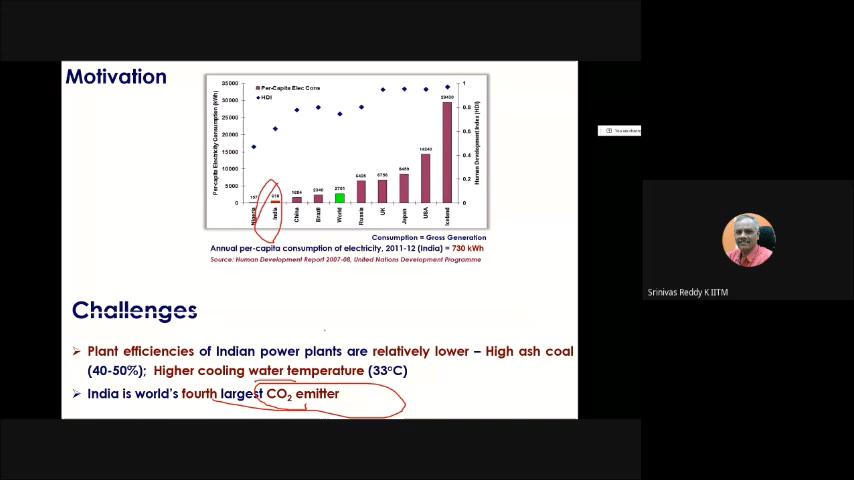 Motivation
Per-Capita Elec Cons
HDI
Per-capita Electricity Consumption (kWh)
35000
30000
25000
20000
15000
10000
5000
0
1
0.8
0.6
0.4
0.2
0
Human Development Index (HDI)
618
2340
2701
6425
6756
8459
14240
29430
Nigeria
India
China
Brazil
World
Russia
UK
Japan
USA
Iceland
Consumption = Gross Generation
Annual per-capita consumption of electricity, 2011-12 (India) = 730 kWh
Source: Human Development Report 2007-08, United Nations Development Programme
Challenges
➢ Plant efficiencies of Indian power plants are relatively lower – High ash coal
(40-50%); Higher cooling water temperature (33°C)
➢ India is world's fourth largest CO₂ emitter
Srinivas Reddy K IITM